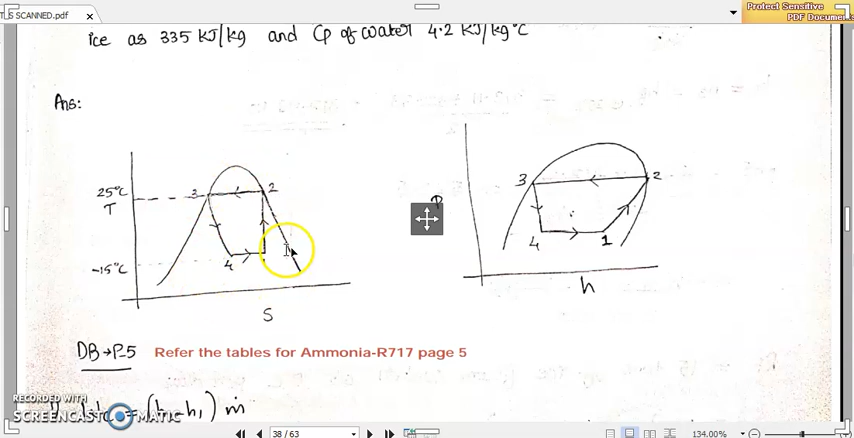 TLS SCANNED.pdf
Protect Sensitive
PDF Document
ice as 335 KJ/kg and Cp of water 4.2 KJ/kg°C
Ans:
25°C
T
3
2
4
-15°C
S
P
3
2
4
1
h
DB→P-5 Refer the tables for Ammonia-R717 page 5
RECORDED WITH
SCREENCAST MATIC
ṁ
38 / 63
134.00%